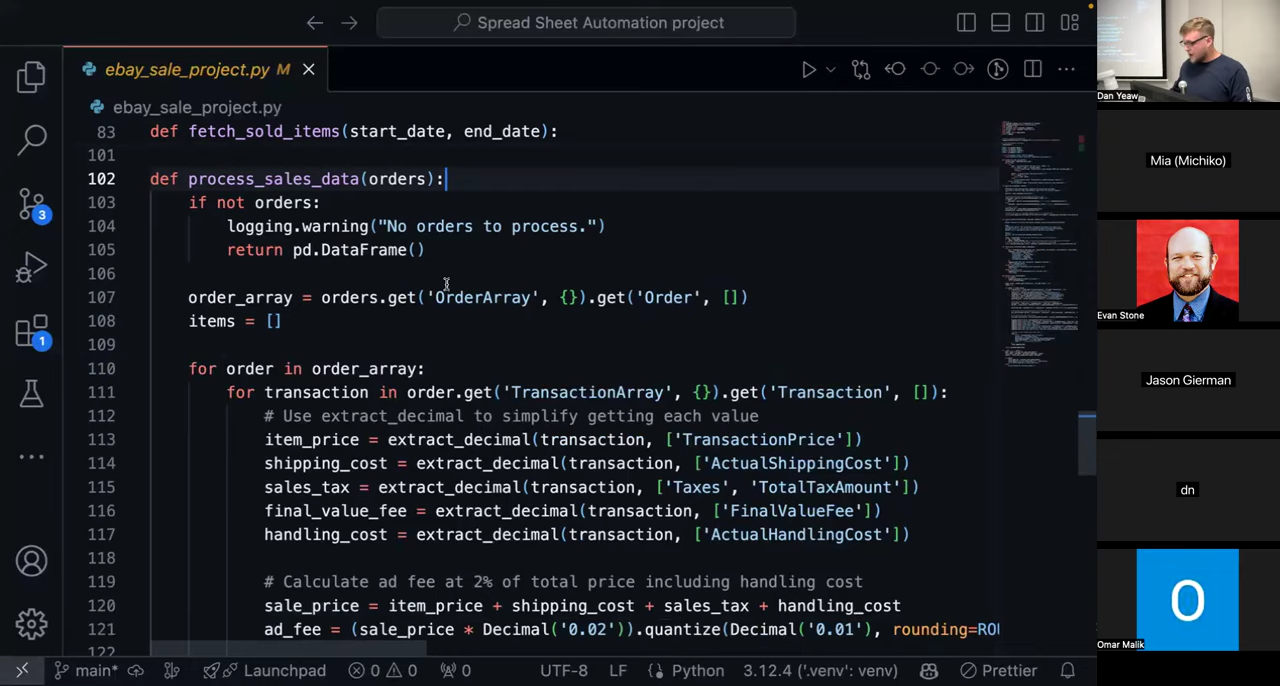 Spread Sheet Automation project
ebay_sale_project.py M
ebay_sale_project.py
83 def fetch_sold_items(start_date, end_date):
101
102 def process_sales_data(orders):
103 if not orders:
104 logging.warning("No orders to process.")
105 return pd.DataFrame()
106
107 order_array = orders.get('OrderArray', {}).get('Order', [])
108 items = []
109
110 for order in order_array:
111 for transaction in order.get('TransactionArray', {}).get('Transaction', []):
112 # Use extract_decimal to simplify getting each value
113 item_price = extract_decimal(transaction, ['TransactionPrice'])
114 shipping_cost = extract_decimal(transaction, ['ActualShippingCost'])
115 sales_tax = extract_decimal(transaction, ['Taxes', 'TotalTaxAmount'])
116 final_value_fee = extract_decimal(transaction, ['FinalValueFee'])
117 handling_cost = extract_decimal(transaction, ['ActualHandlingCost'])
118
119 # Calculate ad fee at 2% of total price including handling cost
120 sale_price = item_price + shipping_cost + sales_tax + handling_cost
121 ad_fee = (sale_price * Decimal('0.02')).quantize(Decimal('0.01'), rounding=ROU
122
3
1
main*
Launchpad
0 0
0
UTF-8
LF
Python
3.12.4 ('.venv': venv)
Prettier
Dan Yeaw
Mia (Michiko)
Evan Stone
Jason Gierman
dn
O
Omar Malik